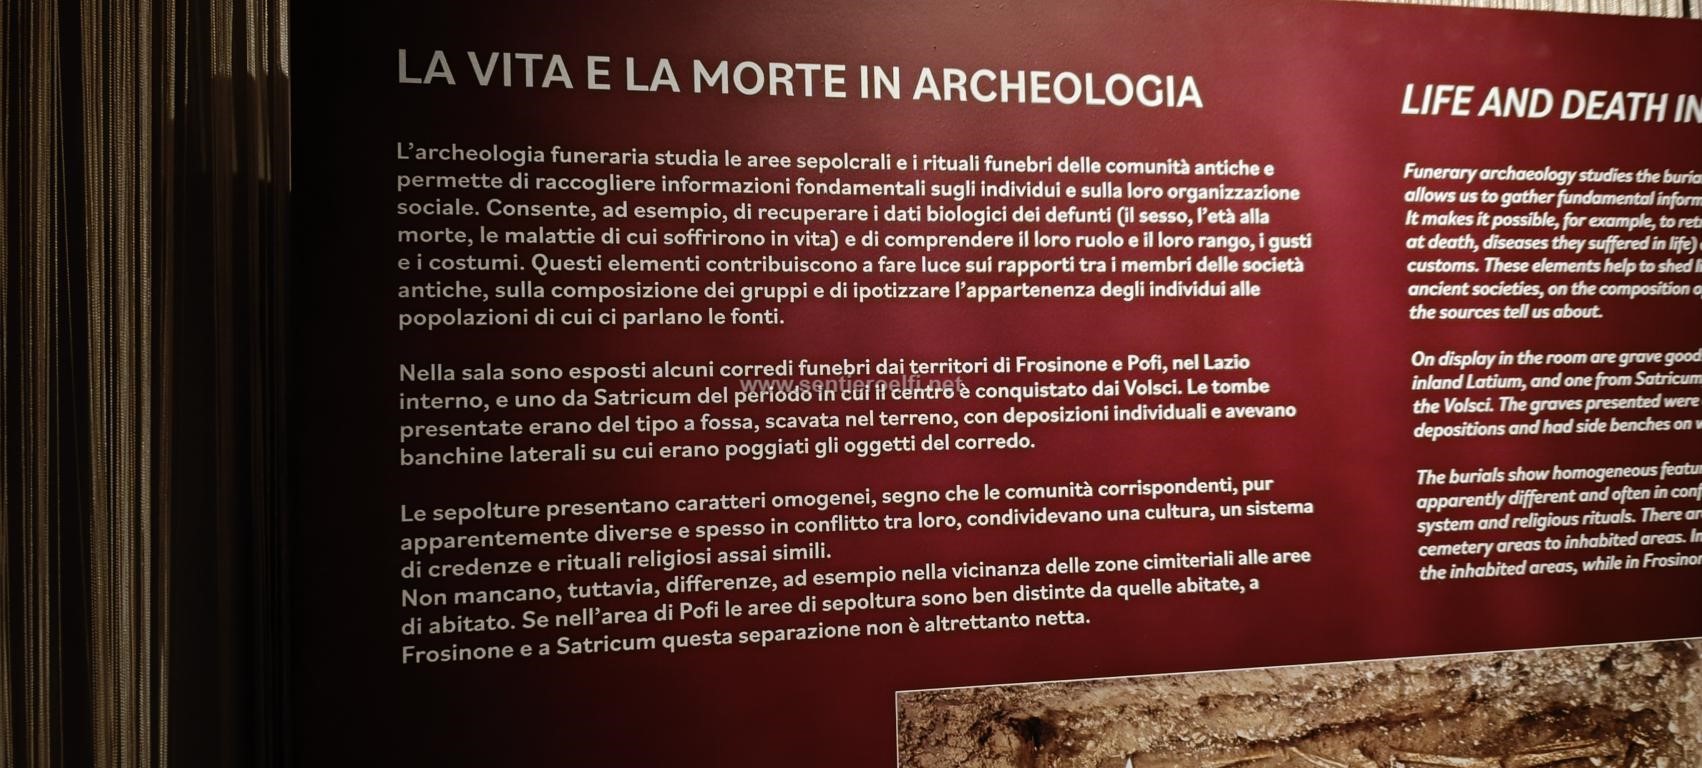 LA VITA E LA MORTE IN ARCHEOLOGIA
L'archeologia funeraria studia le aree sepolcrali e i rituali funebri delle comunità antiche e
permette di raccogliere informazioni fondamentali sugli individui e sulla loro organizzazione
sociale. Consente, ad esempio, di recuperare i dati biologici dei defunti (il sesso, l'età alla
morte, le malattie di cui soffrirono in vita) e di comprendere il loro ruolo e il loro rango, i gusti
e i costumi. Questi elementi contribuiscono a fare luce sui rapporti tra i membri delle società
antiche, sulla composizione dei gruppi e di ipotizzare l'appartenenza degli individui alle
popolazioni di cui ci parlano le fonti.
Nella sala sono esposti alcuni corredi funebri dai territori di Frosinone e Pofi, nel Lazio
interno, e uno da Satricum del periodo in cui il centro è conquistato dai Volsci. Le tombe
presentate erano del tipo a fossa, scavata nel terreno, con deposizioni individuali e avevano
banchine laterali su cui erano poggiati gli oggetti del corredo.
Le sepolture presentano caratteri omogenei, segno che le comunità corrispondenti, pur
apparentemente diverse e spesso in conflitto tra loro, condividevano una cultura, un sistema
di credenze e rituali religiosi assai simili.
Non mancano, tuttavia, differenze, ad esempio nella vicinanza delle zone cimiteriali alle aree
di abitato. Se nell'area di Pofi le aree di sepoltura sono ben distinte da quelle abitate, a
Frosinone e a Satricum questa separazione non è altrettanto netta.
www.sentieroelfi.net
LIFE AND DEATH IN
Funerary archaeology studies the
allows us to gather fundamental
It makes it possible, for example, to
at death, diseases they suffered in life)
customs. These elements help to shed
ancient societies, on the composition
the sources tell us about.
On display in the room are grave
inland Latium, and one from Satricum
the Volsci. The graves presented were
depositions and had side benches on
The burials show homogeneous
apparently different and often in
system and religious rituals. There
cemetery areas to inhabited areas.
the inhabited areas, while in